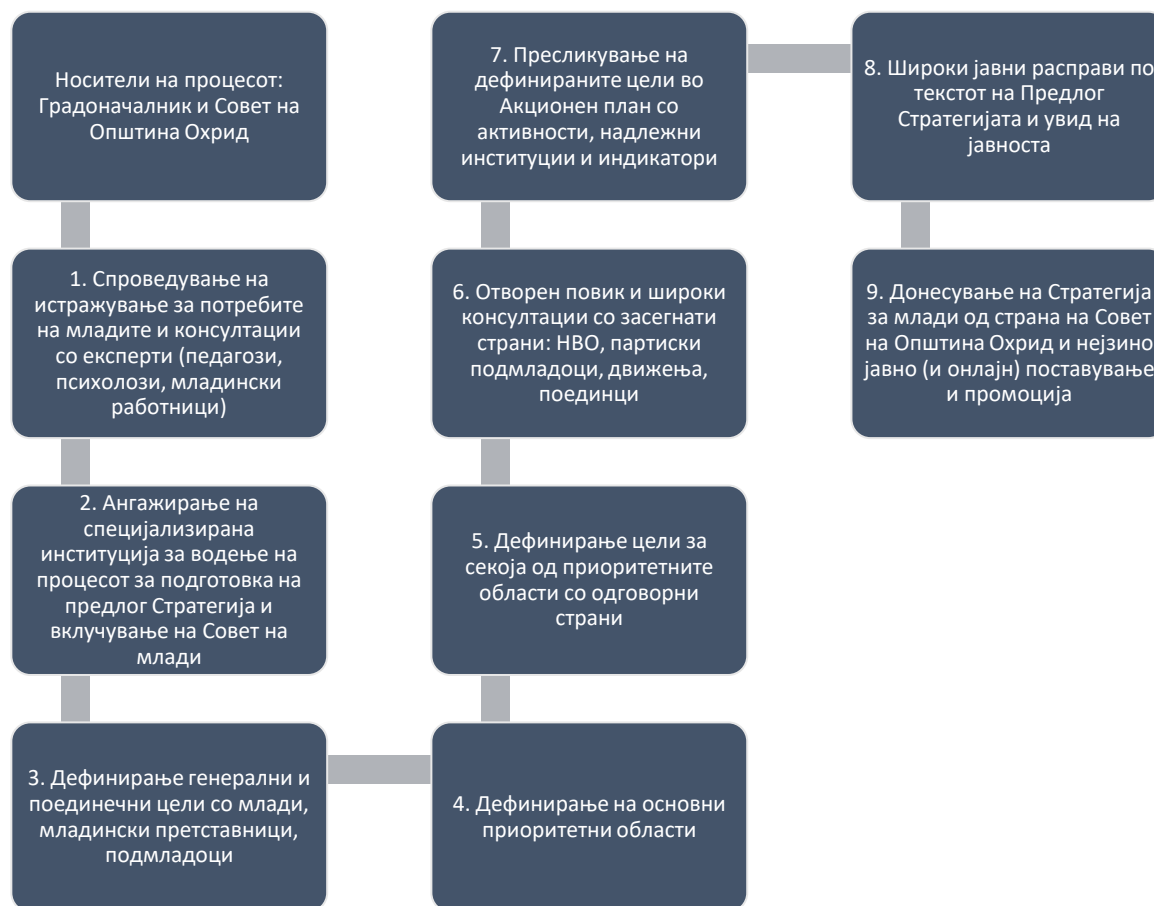 Носители на процесот:
Градоначалник и Совет на
Општина Охрид
1. Спроведување на
истражување за потребите
на младите и консултации
со експерти (педагози,
психолози, младински
работници)
2. Ангажирање на
специјализирана
институција за водење на
процесот за подготовка на
предлог Стратегија и
вклучување на Совет на
млади
3. Дефинирање генерални и
поединечни цели со млади,
младински претставници,
подмладоци
4. Дефинирање на основни
приоритетни области
5. Дефинирање цели за
секоја од приоритетните
области со одговорни
страни
6. Отворен повик и широки
консултации со засегнати
страни: НВО, партиски
подмладоци, движења,
поединци
7. Пресликување на
дефинираните цели во
Акционен план со
активности, надлежни
институции и индикатори
8. Широки јавни расправи по
текстот на Предлог
Стратегијата и увид на
јавноста
9. Донесување на Стратегија
за млади од страна на Совет
на Општина Охрид и нејзино
јавно (и онлајн) поставување
и промоција